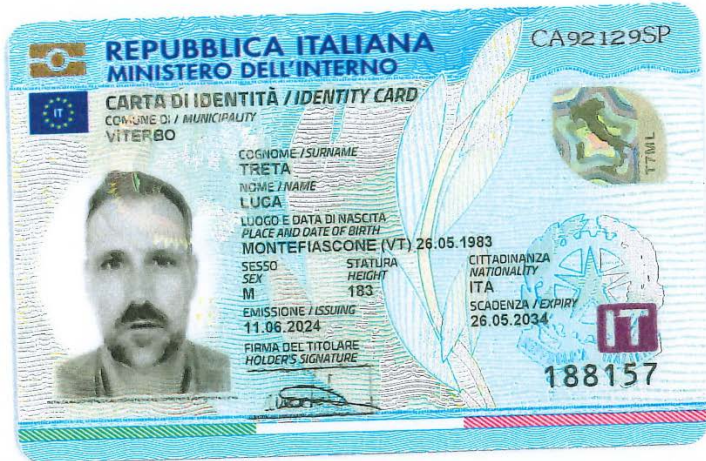 REPUBBLICA ITALIANA
MINISTERO DELL'INTERNO
CA92129SP
IT
CARTA DI IDENTITÀ / IDENTITY CARD
COMUNE DI / MUNICIPALITY
VITERBO
COGNOME / SURNAME
TRETA
NOME / NAME
LUCA
LUOGO E DATA DI NASCITA
PLACE AND DATE OF BIRTH
MONTEFIASCONE (VT) 26.05.1983
SESSO
SEX
M
STATURA
HEIGHT
183
CITTADINANZA
NATIONALITY
ITA
EMISSIONE / ISSUING
11.06.2024
SCADENZA / EXPIRY
26.05.2034
FIRMA DEL TITOLARE
HOLDER'S SIGNATURE
T7ML
IT
188157